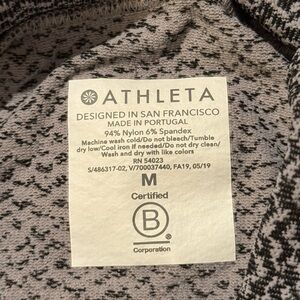 ATHLETA
DESIGNED IN SAN FRANCISCO
MADE IN PORTUGAL
94% Nylon 6% Spandex
Machine wash cold/Do not bleach/Tumble
dry low/Cool iron if needed/Do not dry clean/
Wash and dry with like colors
RN 54023
S/486317-02, V/700037440, FA19, 05/19
M
Certified
B
®
Corporation